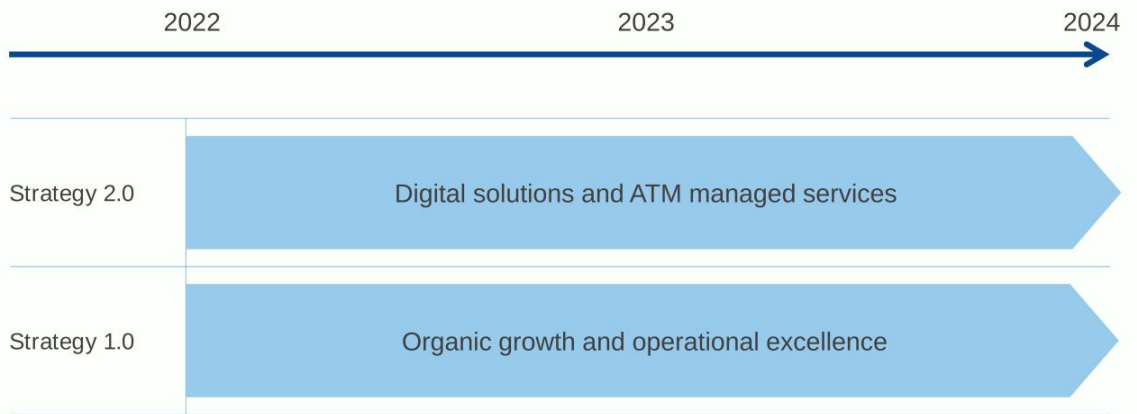 2022 2023 2024
Strategy 2.0 Digital solutions and ATM managed services
Strategy 1.0 Organic growth and operational excellence